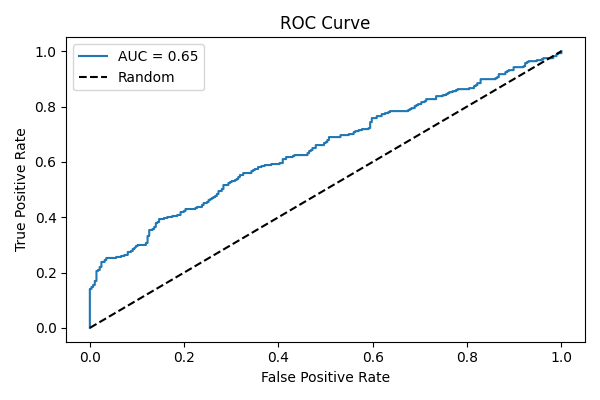 ROC Curve
AUC = 0.65
Random
True Positive Rate
1.0
0.8
0.6
0.4
0.2
0.0
0.0 0.2 0.4 0.6 0.8 1.0
False Positive Rate